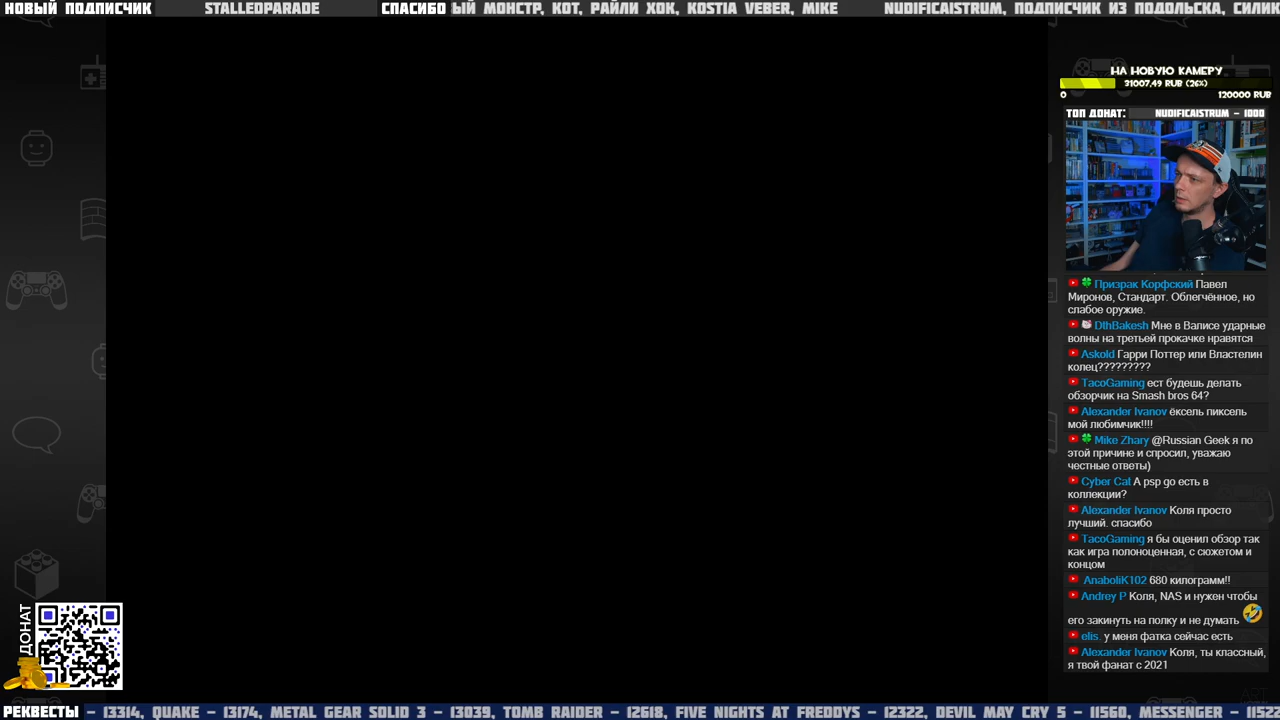 НОВЫЙ ПОДПИСЧИК STALLEDPARADE СПАСИБО ЫЙ МОНСТР, КОТ, РАЙЛИ ХОК, KOSTIA VEBER, MIKE NUDIFICAISTRUM, ПОДПИСЧИК ИЗ ПОДОЛЬСКА, СИЛИК
НА НОВУЮ КАМЕРУ
31007,49 RUB (26%)
0 120000 RUB
ТОП ДОНАТ: NUDIFICAISTRUM - 1000
Призрак Корфский Павел
Миронов, Стандарт. Облегчённое, но
слабое оружие.
DthBakesh Мне в Валисе ударные
волны на третьей прокачке нравятся
Askold Гарри Поттер или Властелин
колец?????????
TacoGaming ест будешь делать
обзорчик на Smash bros 64?
Alexander Ivanov ёксель пиксель
мой любимчик!!!!
Mike Zhary @Russian Geek я по
этой причине и спросил, уважаю
честные ответы)
Cyber Cat А psp go есть в
коллекции?
Alexander Ivanov Коля просто
лучший. спасибо
TacoGaming я бы оценил обзор так
как игра полоноценная, с сюжетом и
концом
AnaboliK102 680 килограмм!!
Andrey P Коля, NAS и нужен чтобы
его закинуть на полку и не думать
elis. у меня фатка сейчас есть
Alexander Ivanov Коля, ты классный,
я твой фанат с 2021
ДОНАТ
РЕКВЕСТЫ - 13314, QUAKE - 13174, METAL GEAR SOLID 3 - 13039, TOMB RAIDER - 12618, FIVE NIGHTS AT FREDDYS - 12322, DEVIL MAY CRY 5 - 11560, MESSENGER - 11522